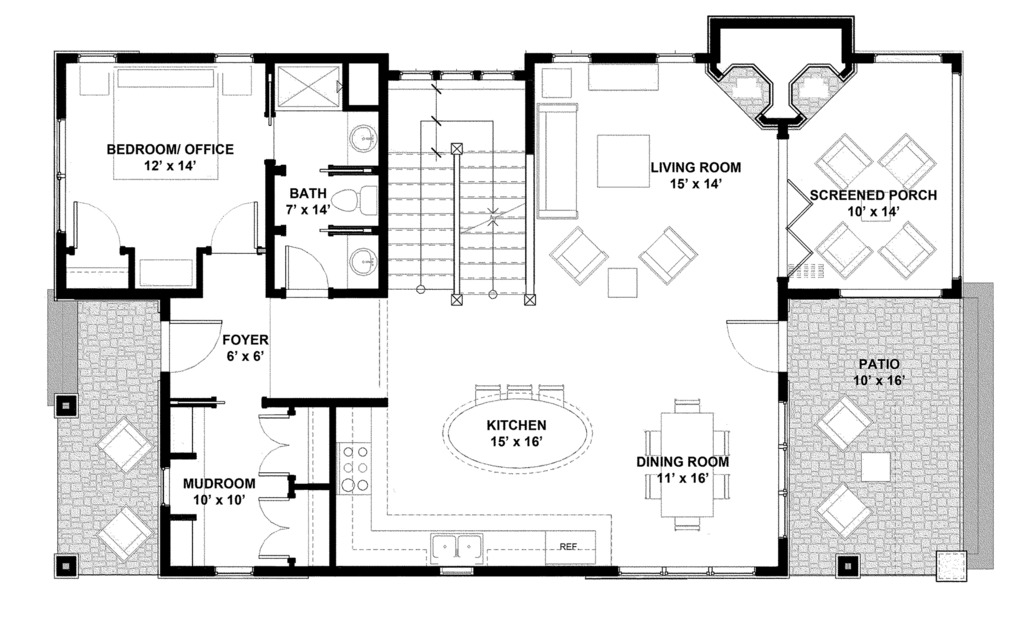 BEDROOM/ OFFICE
12' x 14'
BATH
7' x 14'
LIVING ROOM
15' x 14'
SCREENED PORCH
10' x 14'
FOYER
6' x 6'
PATIO
10' x 16'
KITCHEN
15' x 16'
DINING ROOM
11' x 16'
MUDROOM
10' x 10'
REF.